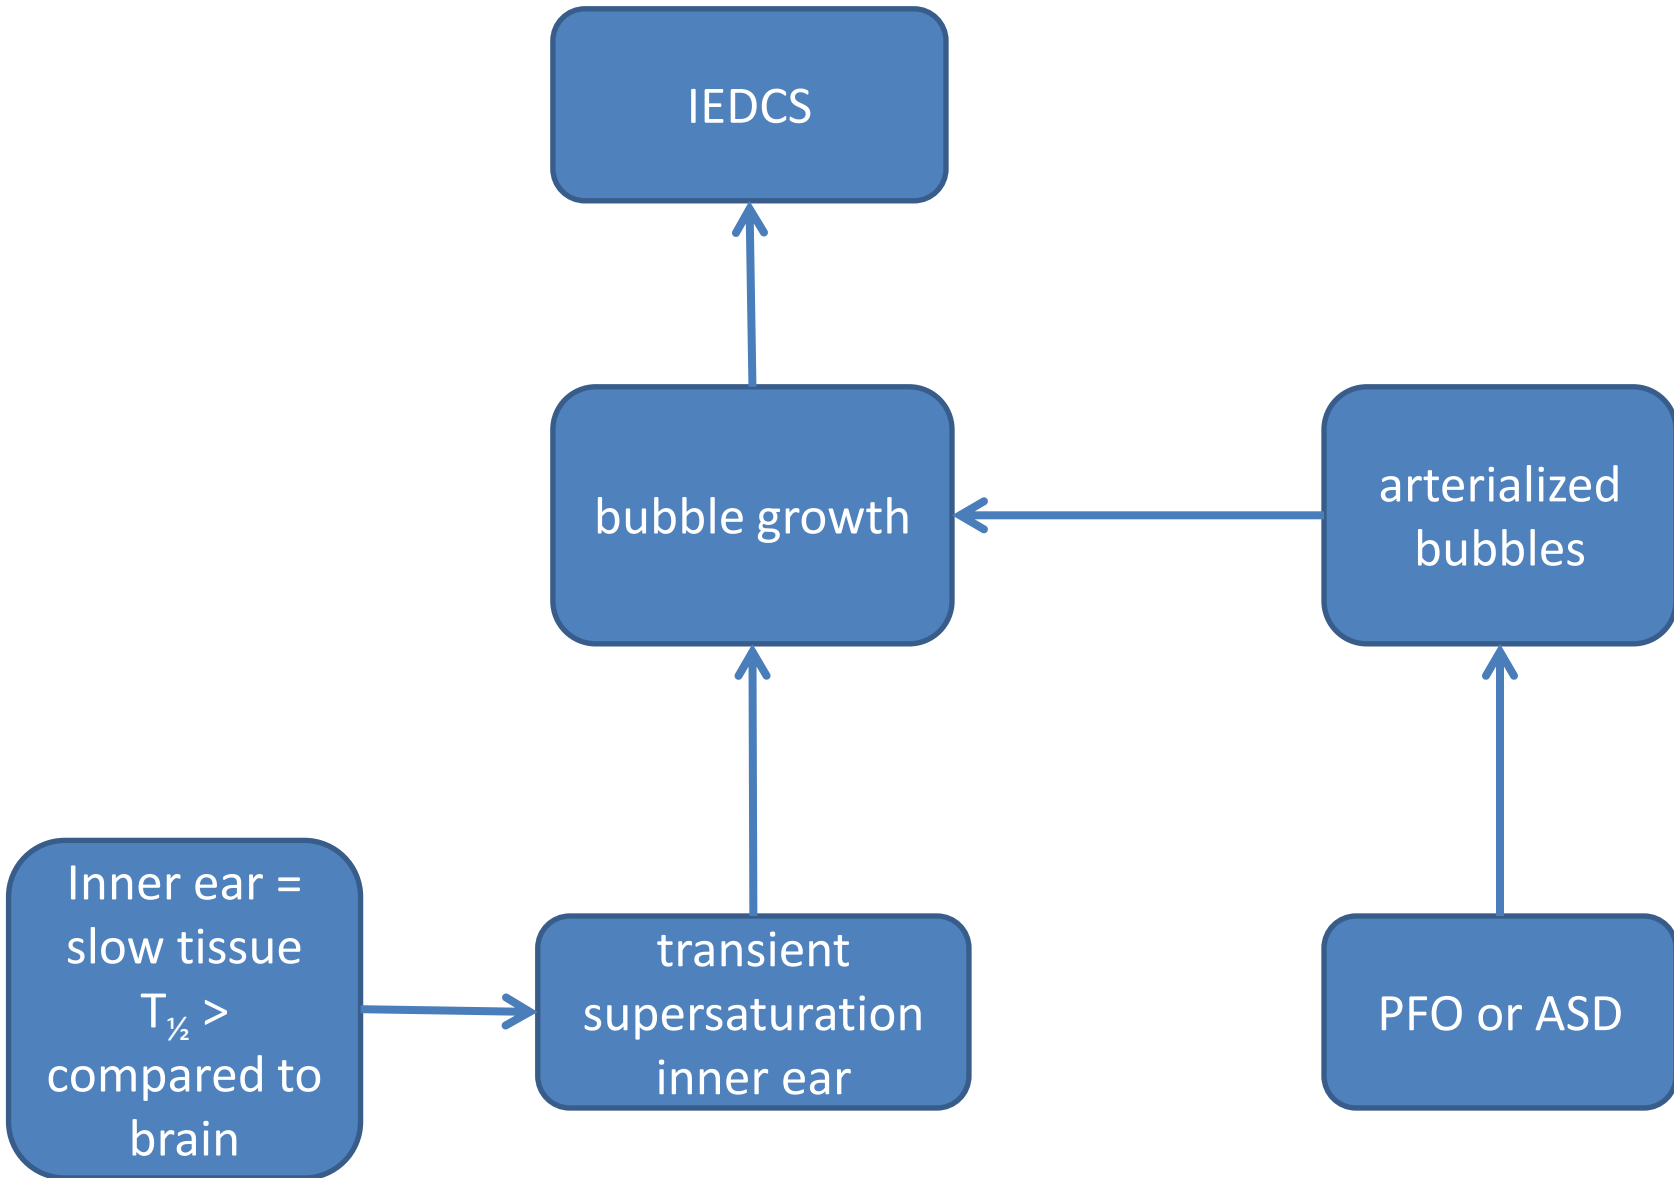 IEDCS
bubble growth
arterialized
bubbles
Inner ear =
slow tissue
T½ >
compared to
brain
transient
supersaturation
inner ear
PFO or ASD